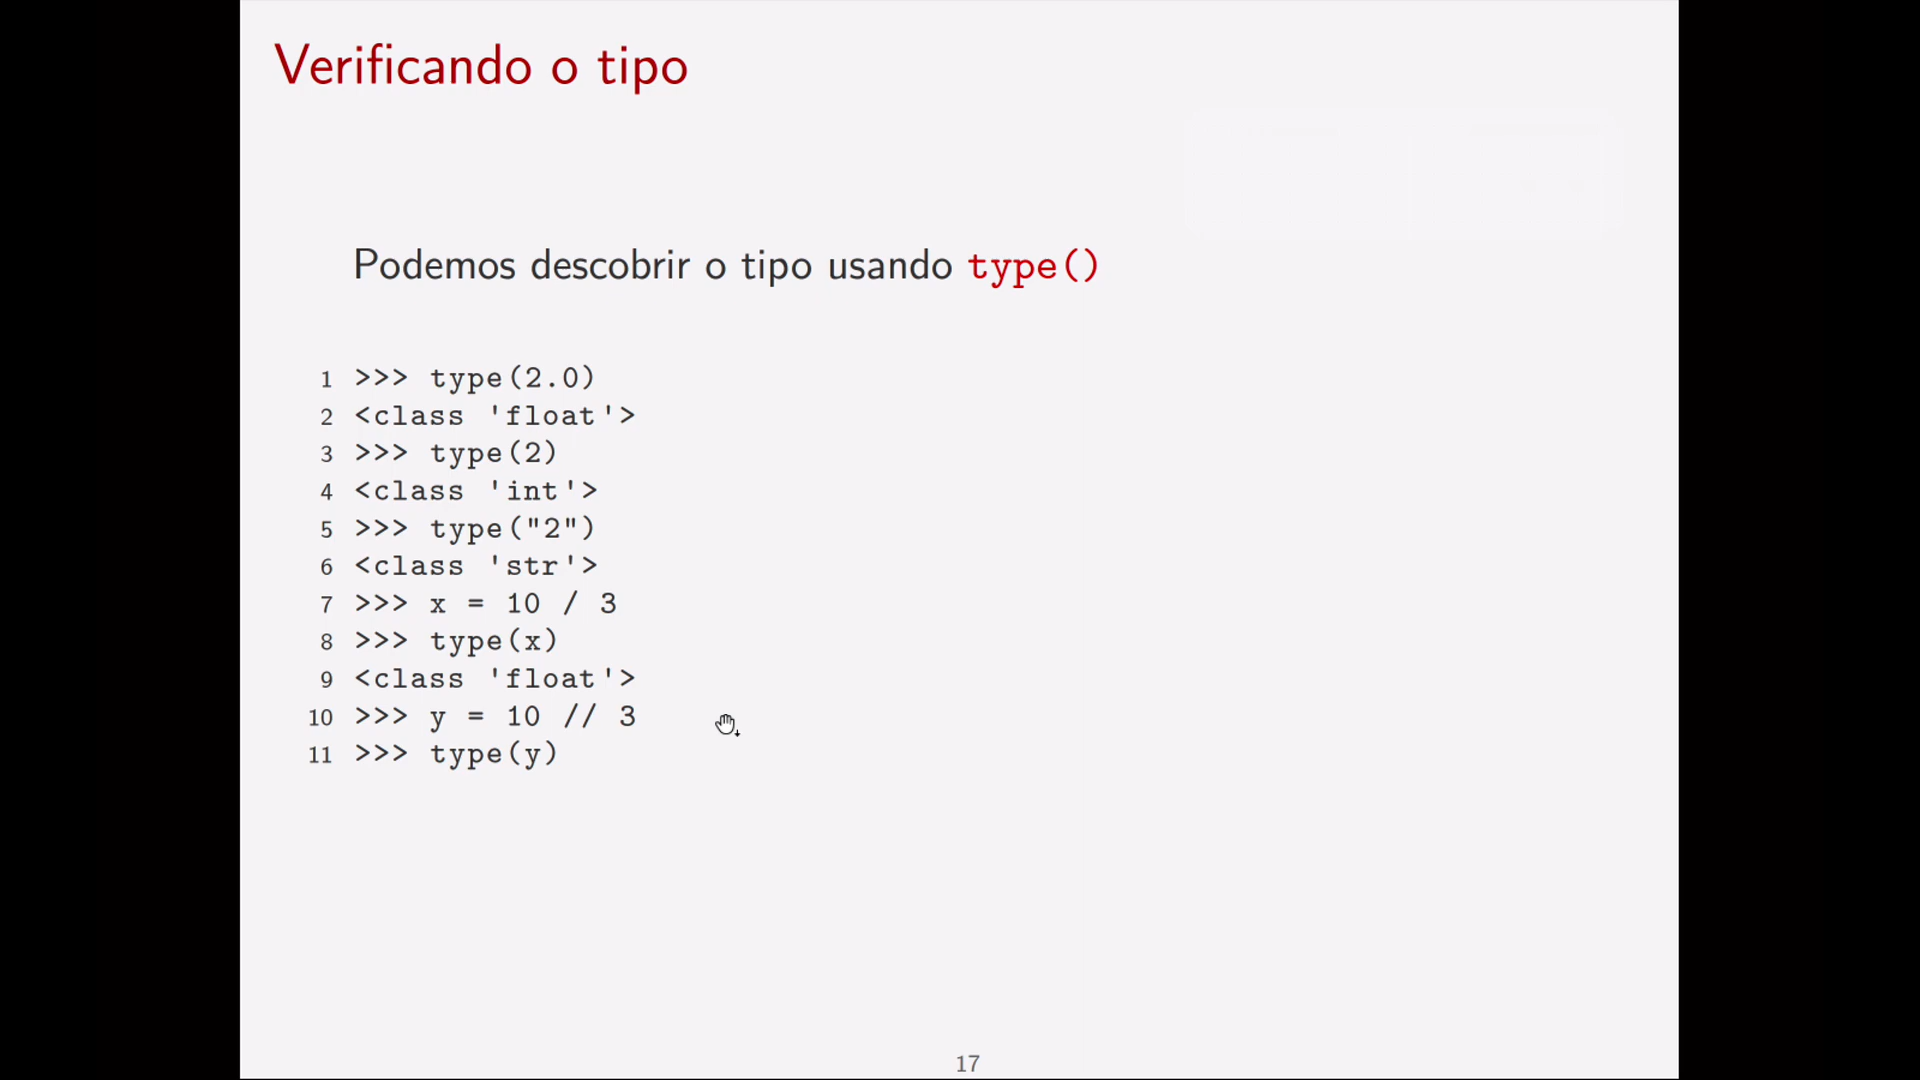 Verificando o tipo
Podemos descobrir o tipo usando type()
1 >>> type(2.0)
2 <class 'float'>
3 >>> type(2)
4 <class 'int'>
5 >>> type("2")
6 <class 'str'>
7 >>> x = 10 / 3
8 >>> type(x)
9 <class 'float'>
10 >>> y = 10 // 3
11 >>> type(y)
17